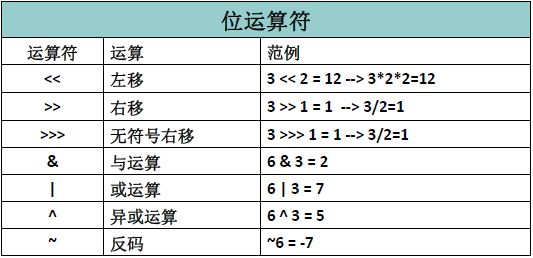 位运算符
运算符 运算 范例
<< 左移 3 << 2 = 12 --> 3*2*2=12
>> 右移 3 >> 1 = 1 --> 3/2=1
>>> 无符号右移 3 >>> 1 = 1 --> 3/2=1
& 与运算 6 & 3 = 2
| 或运算 6 | 3 = 7
^ 异或运算 6 ^ 3 = 5
~ 反码 ~6 = -7